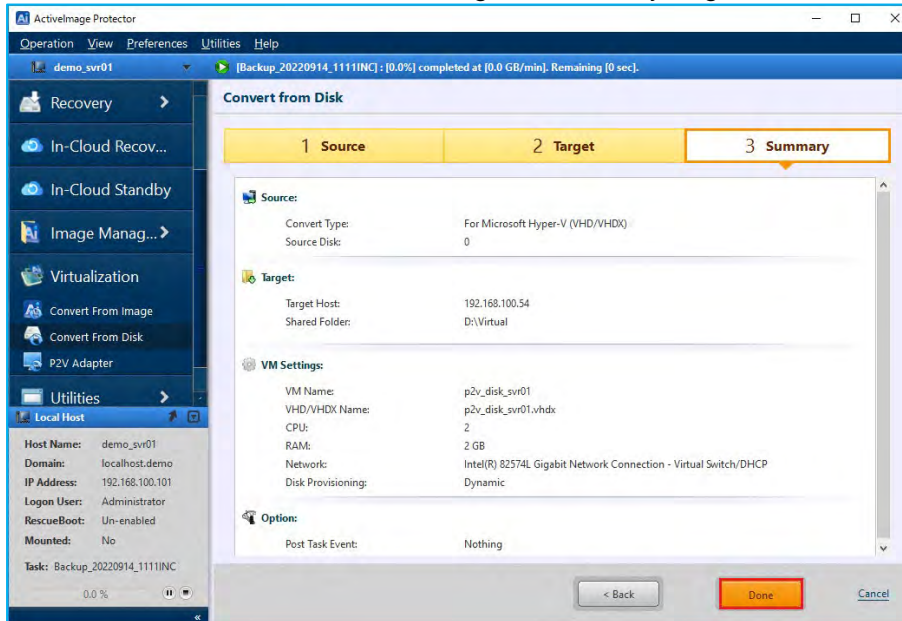 ActiveImage Protector
Operation View Preferences Utilities Help
demo_svr01
[Backup_20220914_1111INC] : [0.0%] completed at [0.0 GB/min]. Remaining [0 sec].
Recovery
In-Cloud Recov...
In-Cloud Standby
Image Manag...
Virtualization
Convert From Image
Convert From Disk
P2V Adapter
Utilities
Local Host
Host Name: demo_svr01
Domain: localhost.demo
IP Address: 192.168.100.101
Logon User: Administrator
RescueBoot: Un-enabled
Mounted: No
Task: Backup_20220914_1111INC
0.0 %
Convert from Disk
1 Source
2 Target
3 Summary
Source:
Convert Type: For Microsoft Hyper-V (VHD/VHDX)
Source Disk: 0
Target:
Target Host: 192.168.100.54
Shared Folder: D:\Virtual
VM Settings:
VM Name: p2v_disk_svr01
VHD/VHDX Name: p2v_disk_svr01.vhdx
CPU: 2
RAM: 2 GB
Network: Intel(R) 82574L Gigabit Network Connection - Virtual Switch/DHCP
Disk Provisioning: Dynamic
Option:
Post Task Event: Nothing
< Back
Done
Cancel